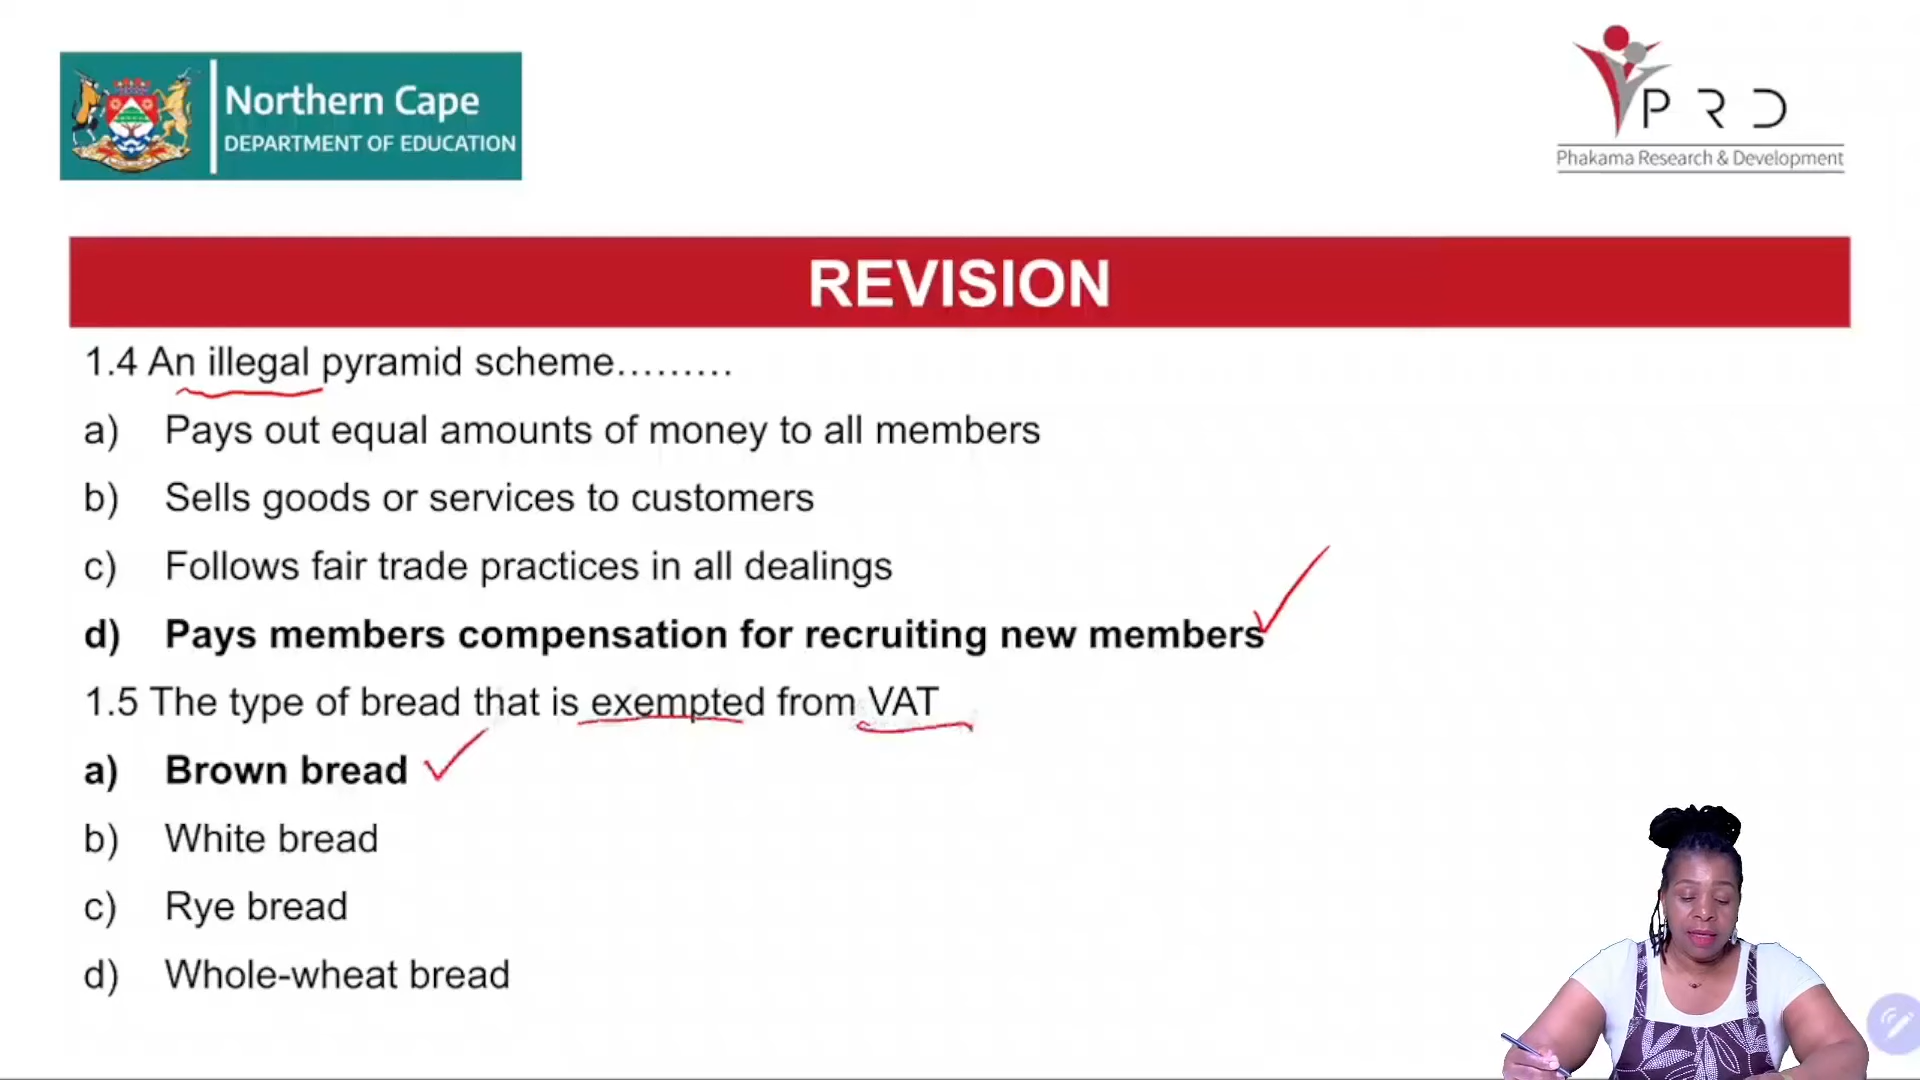 Northern Cape
DEPARTMENT OF EDUCATION
PRD
Phakama Research & Development
REVISION
1.4 An illegal pyramid scheme.........
a) Pays out equal amounts of money to all members
b) Sells goods or services to customers
c) Follows fair trade practices in all dealings
d) Pays members compensation for recruiting new members
1.5 The type of bread that is exempted from VAT
a) Brown bread
b) White bread
c) Rye bread
d) Whole-wheat bread